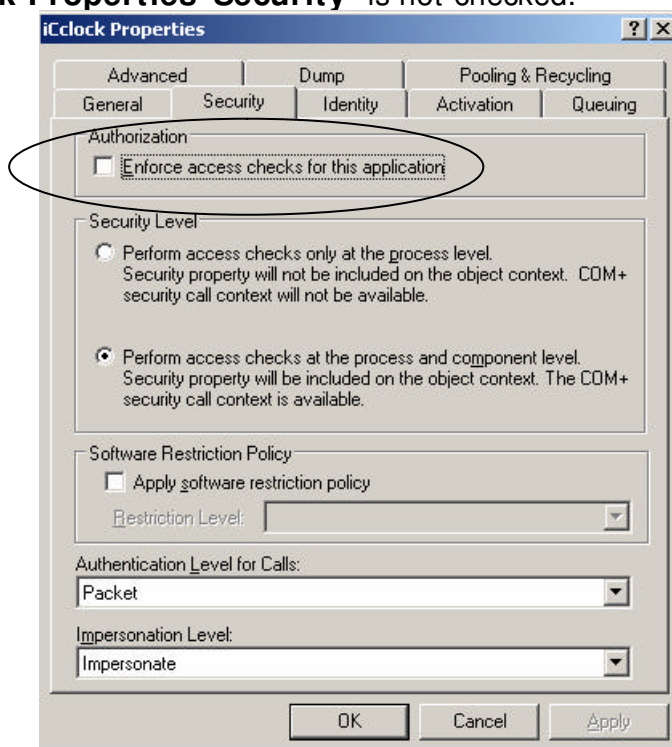 k Properties Security" is not checked.
iCclock Properties
Advanced Dump Pooling & Recycling
General Security Identity Activation Queuing
Authorization
Enforce access checks for this application
Security Level
Perform access checks only at the process level.
Security property will not be included on the object context. COM+
security call context will not be available.
Perform access checks at the process and component level.
Security property will be included on the object context. The COM+
security call context is available.
Software Restriction Policy
Apply software restriction policy
Restriction Level:
Authentication Level for Calls:
Packet
Impersonation Level:
Impersonate
OK Cancel Apply